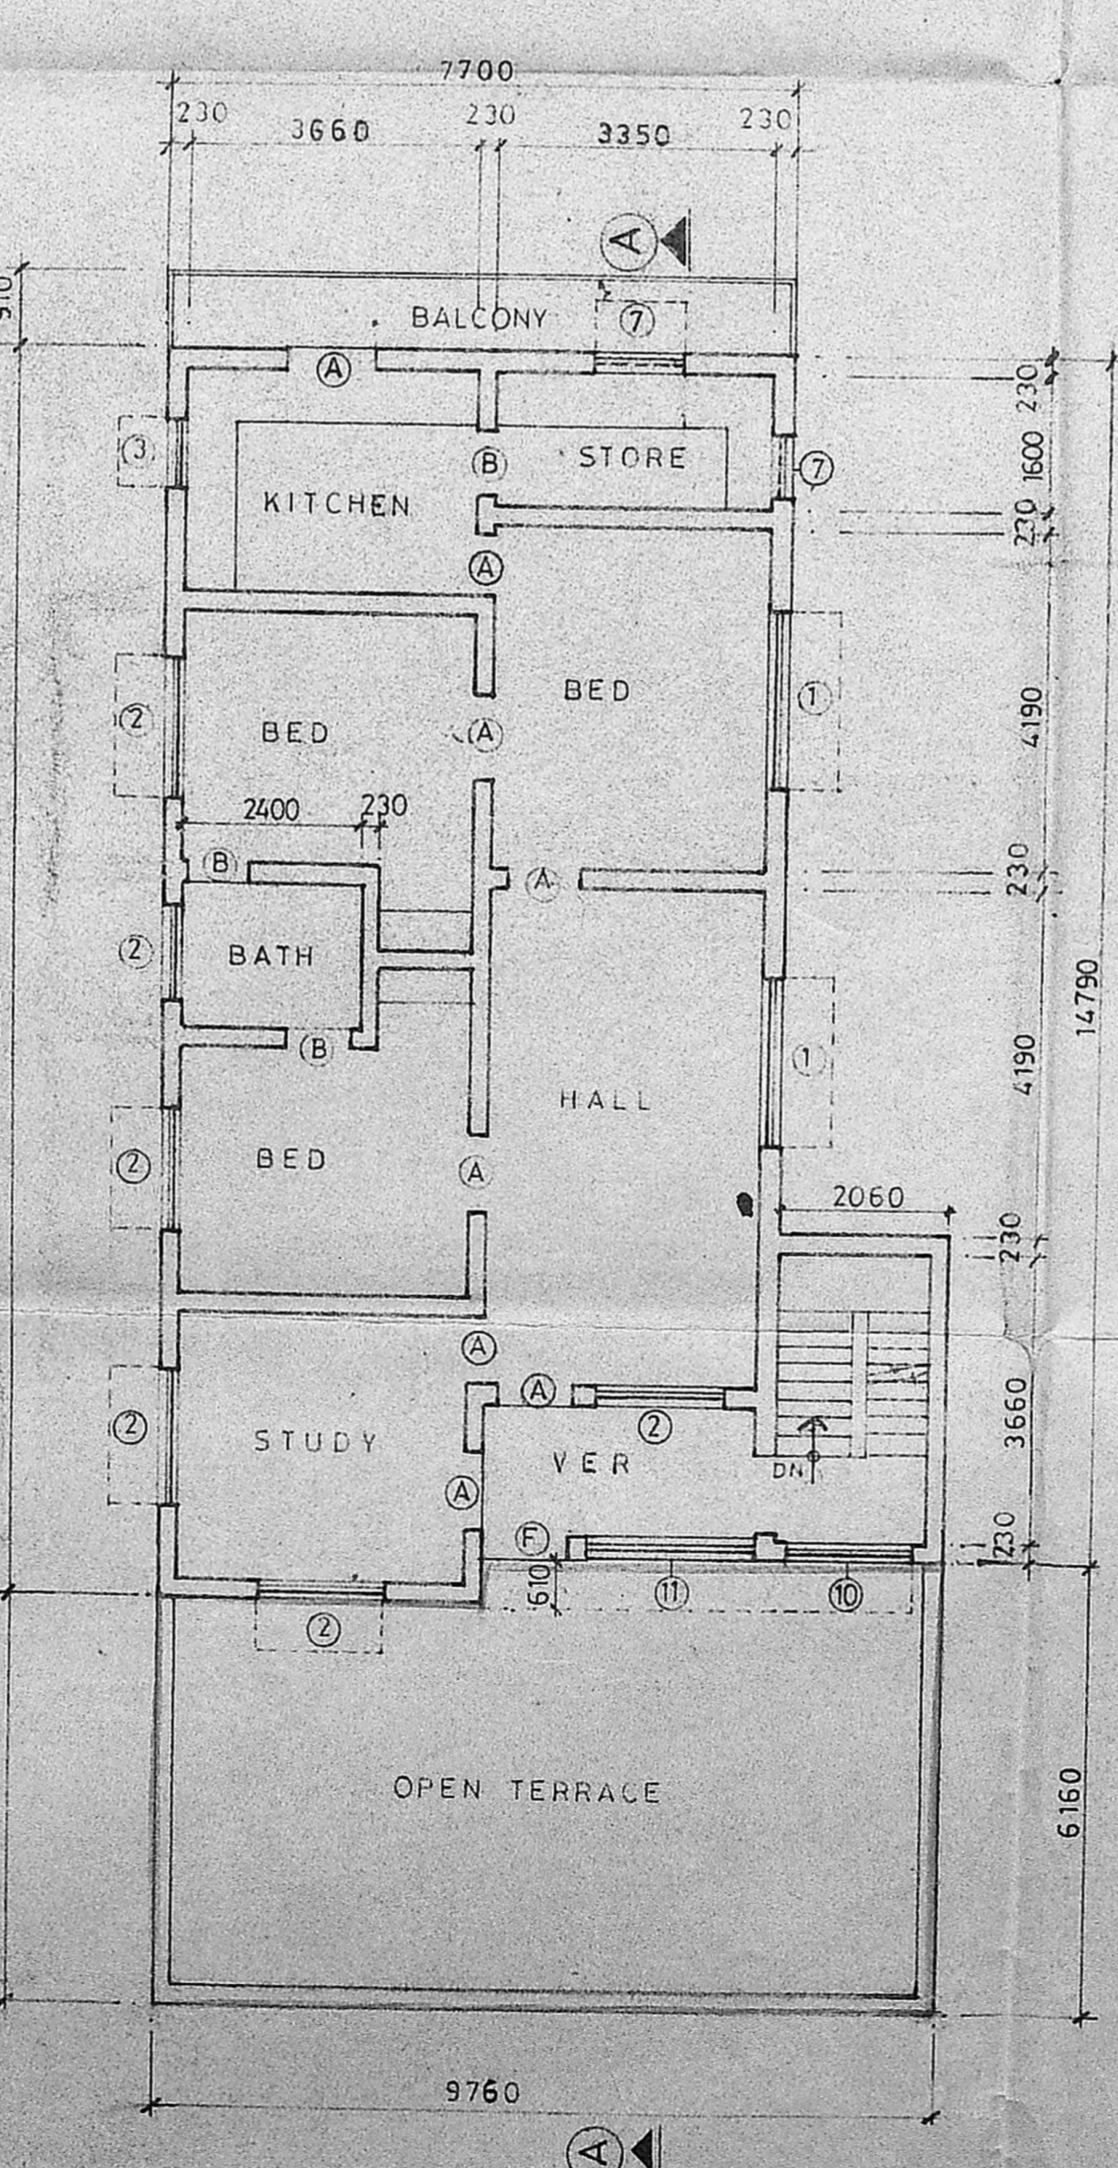 7700
230 3660 230 3350 230
A
BALCONY 7
A
230
3 B STORE 7 1600
KITCHEN
230
A
BED 1
2 BED A 4190
2400 230
B A 230
2 BATH
14790
B 1 4190
HALL
2 BED A
2060
230
A
A
2 STUDY 2 3660
VER
DN
A
F 230
610 11 10
2
OPEN TERRACE 6160
9760
A